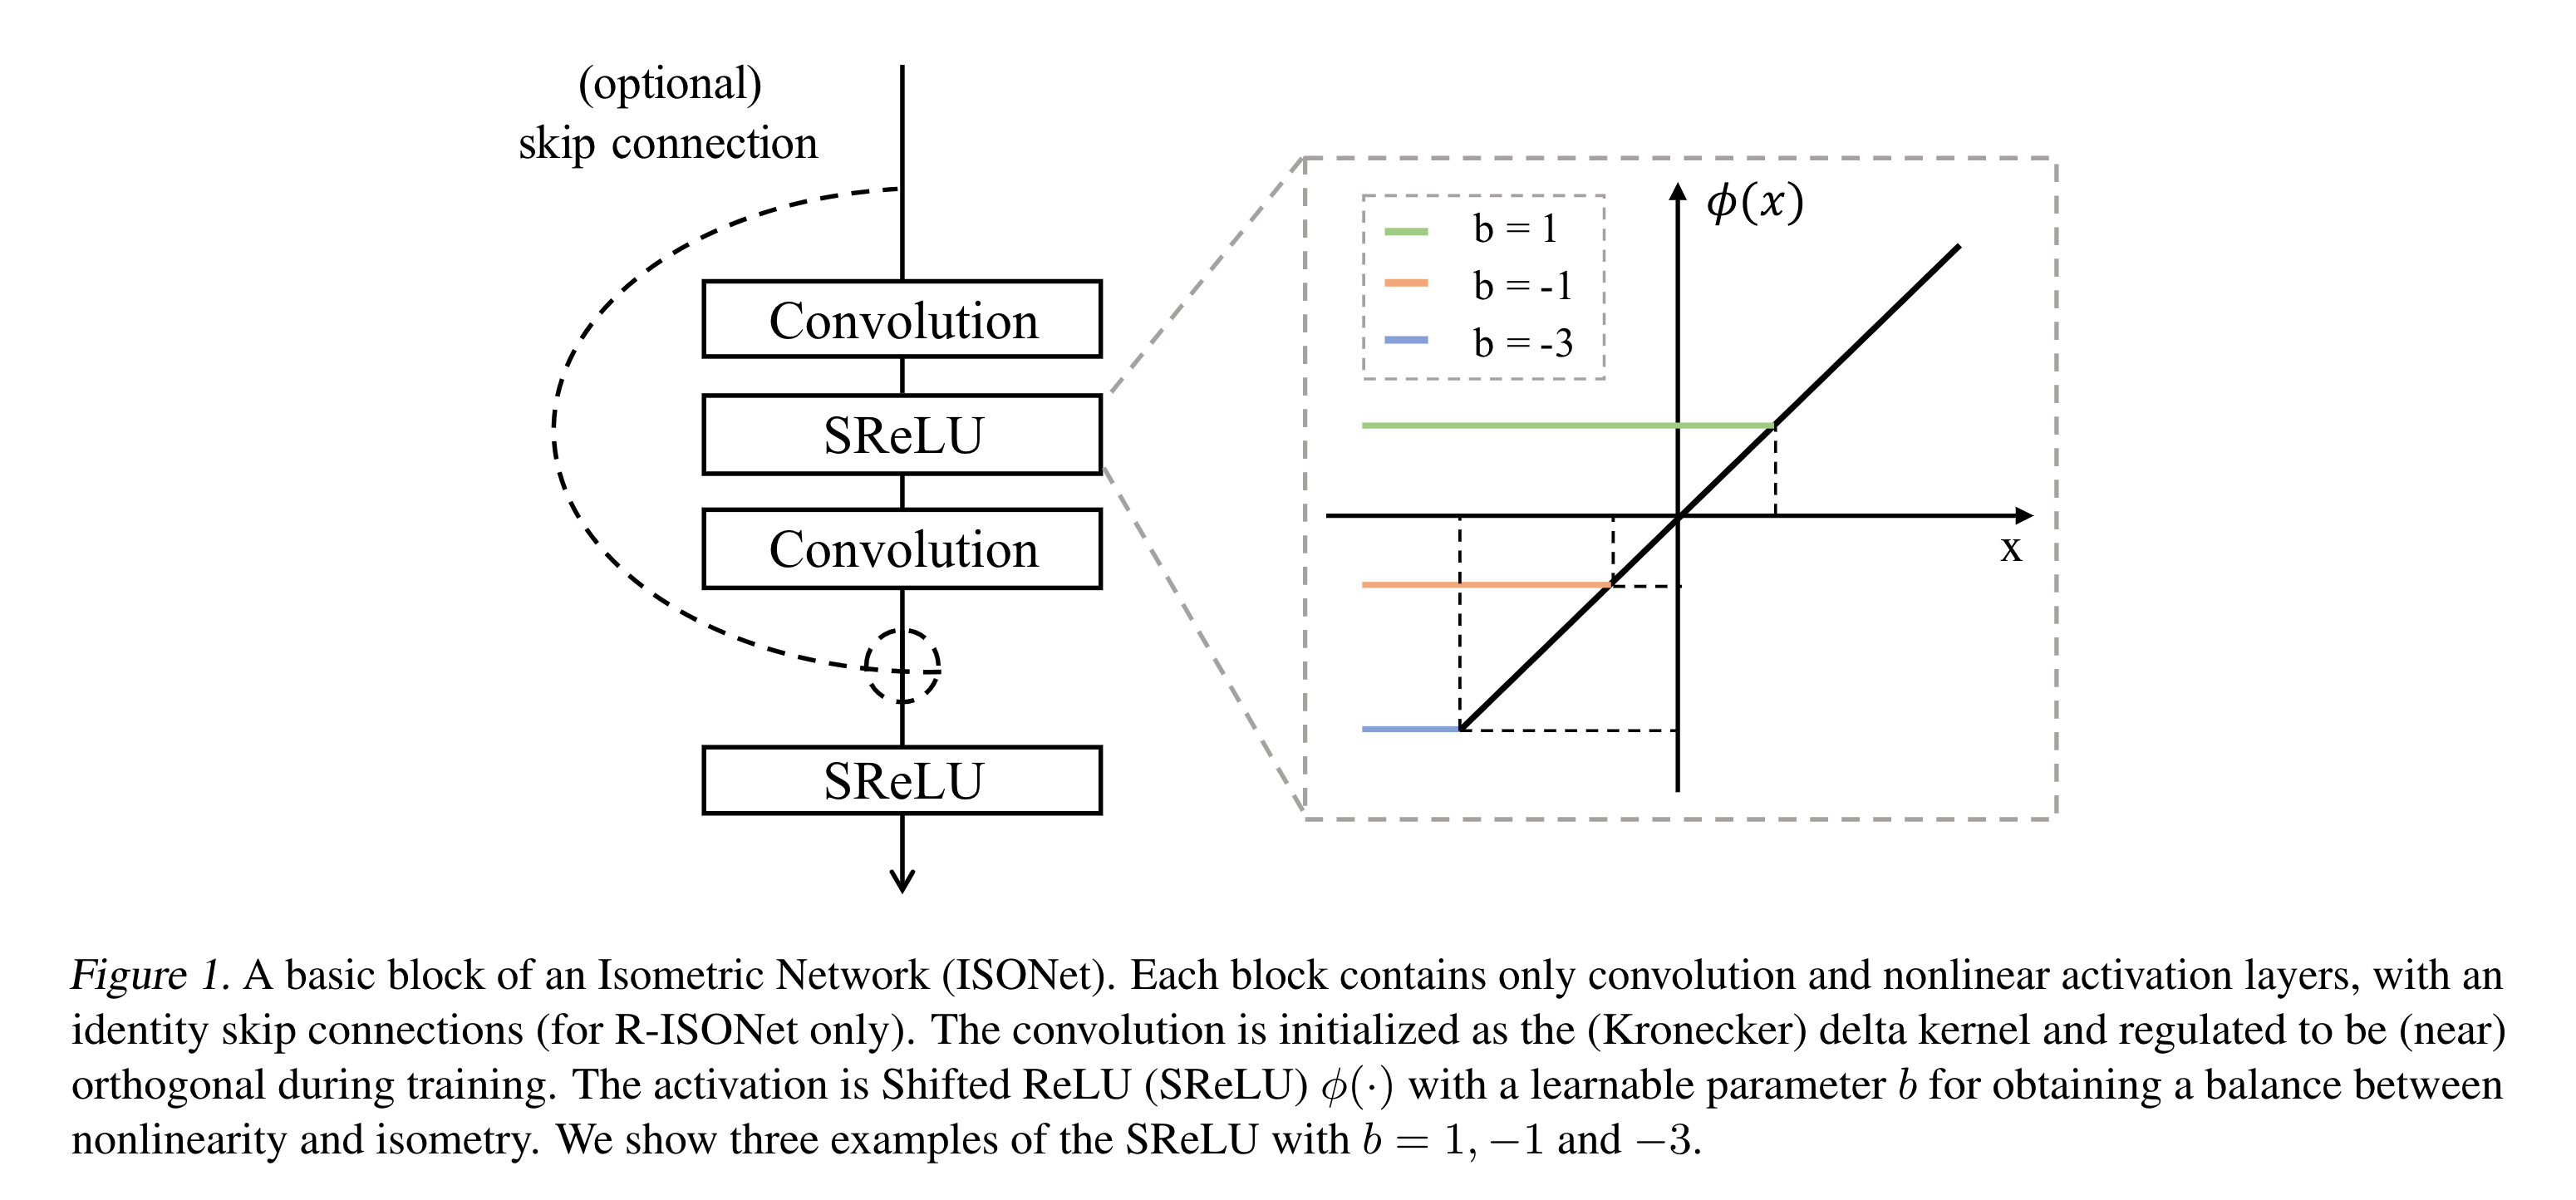 (optional)
skip connection
Convolution
SReLU
Convolution
SReLU
ϕ(x)
b = 1
b = -1
b = -3
x
Figure 1. A basic block of an Isometric Network (ISONet). Each block contains only convolution and nonlinear activation layers, with an
identity skip connections (for R-ISONet only). The convolution is initialized as the (Kronecker) delta kernel and regulated to be (near)
orthogonal during training. The activation is Shifted ReLU (SReLU) ϕ(·) with a learnable parameter b for obtaining a balance between
nonlinearity and isometry. We show three examples of the SReLU with b = 1, −1 and −3.